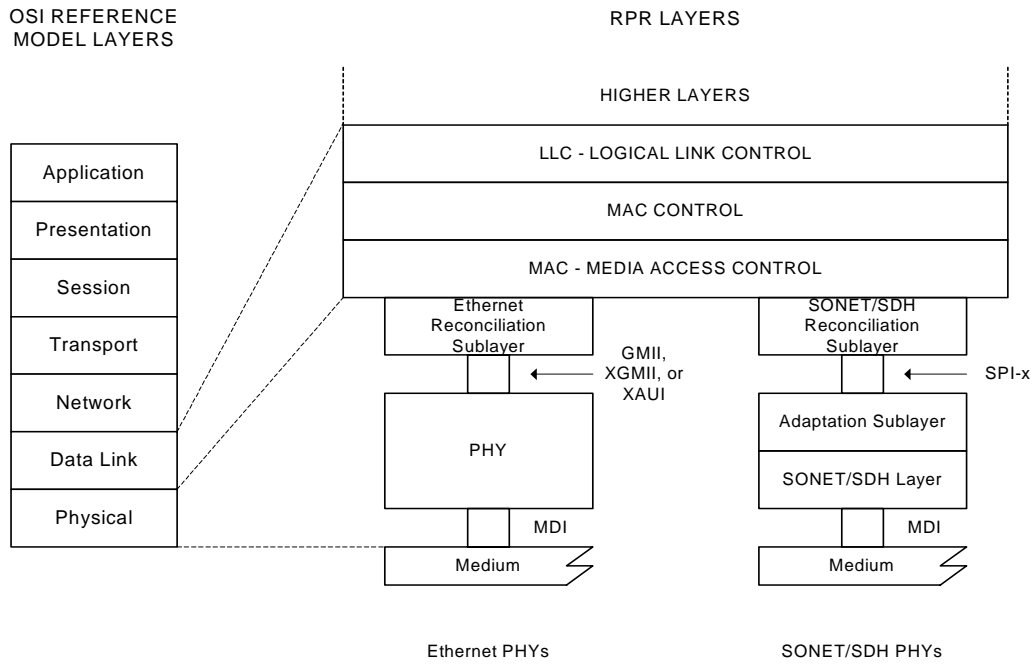 OSI REFERENCE
MODEL LAYERS
RPR LAYERS
HIGHER LAYERS
Application
Presentation
Session
Transport
Network
Data Link
Physical
LLC - LOGICAL LINK CONTROL
MAC CONTROL
MAC - MEDIA ACCESS CONTROL
Ethernet
Reconciliation
Sublayer
GMII,
XGMII, or
XAUI
PHY
MDI
Medium
Ethernet PHYs
SONET/SDH
Reconciliation
Sublayer
SPI-x
Adaptation Sublayer
SONET/SDH Layer
MDI
Medium
SONET/SDH PHYs